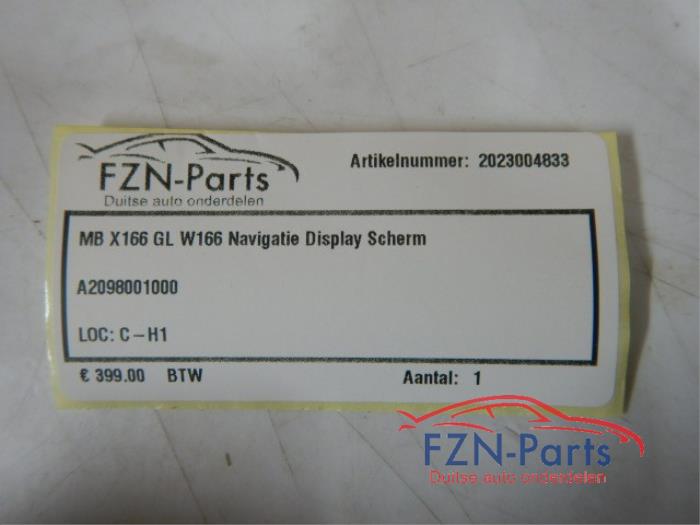 FZN-Parts
Duitse auto onderdelen
Artikelnummer: 2023004833
MB X166 GL W166 Navigatie Display Scherm
A2098001000
LOC: C-H1
€ 399.00 BTW
Aantal: 1
FZN-Parts
Duitse auto onderdelen